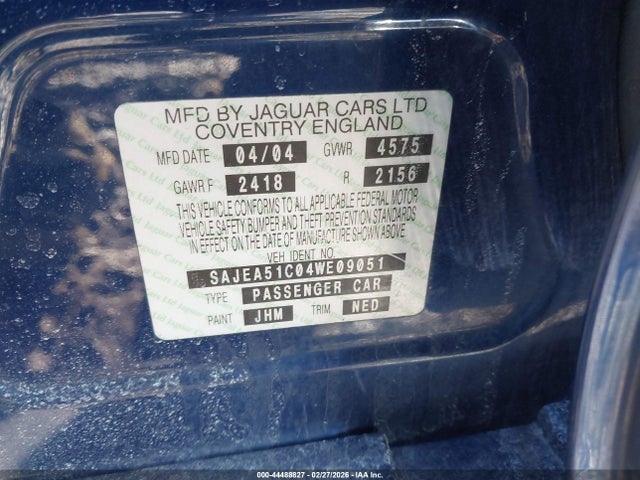 MFD BY JAGUAR CARS LTD
COVENTRY ENGLAND
MFD DATE 04/04 GVWR 4575
GAWR F 2418 R 2156
THIS VEHICLE CONFORMS TO ALL APPLICABLE FEDERAL MOTOR
VEHICLE SAFETY BUMPER AND THEFT PREVENTION STANDARDS
IN EFFECT ON THE DATE OF MANUFACTURE SHOWN ABOVE
VEH IDENT NO.
SAJEA51C04WE09051
TYPE PASSENGER CAR
PAINT JHM TRIM NED
000-44488827 - 02/27/2026 - IAA Inc.